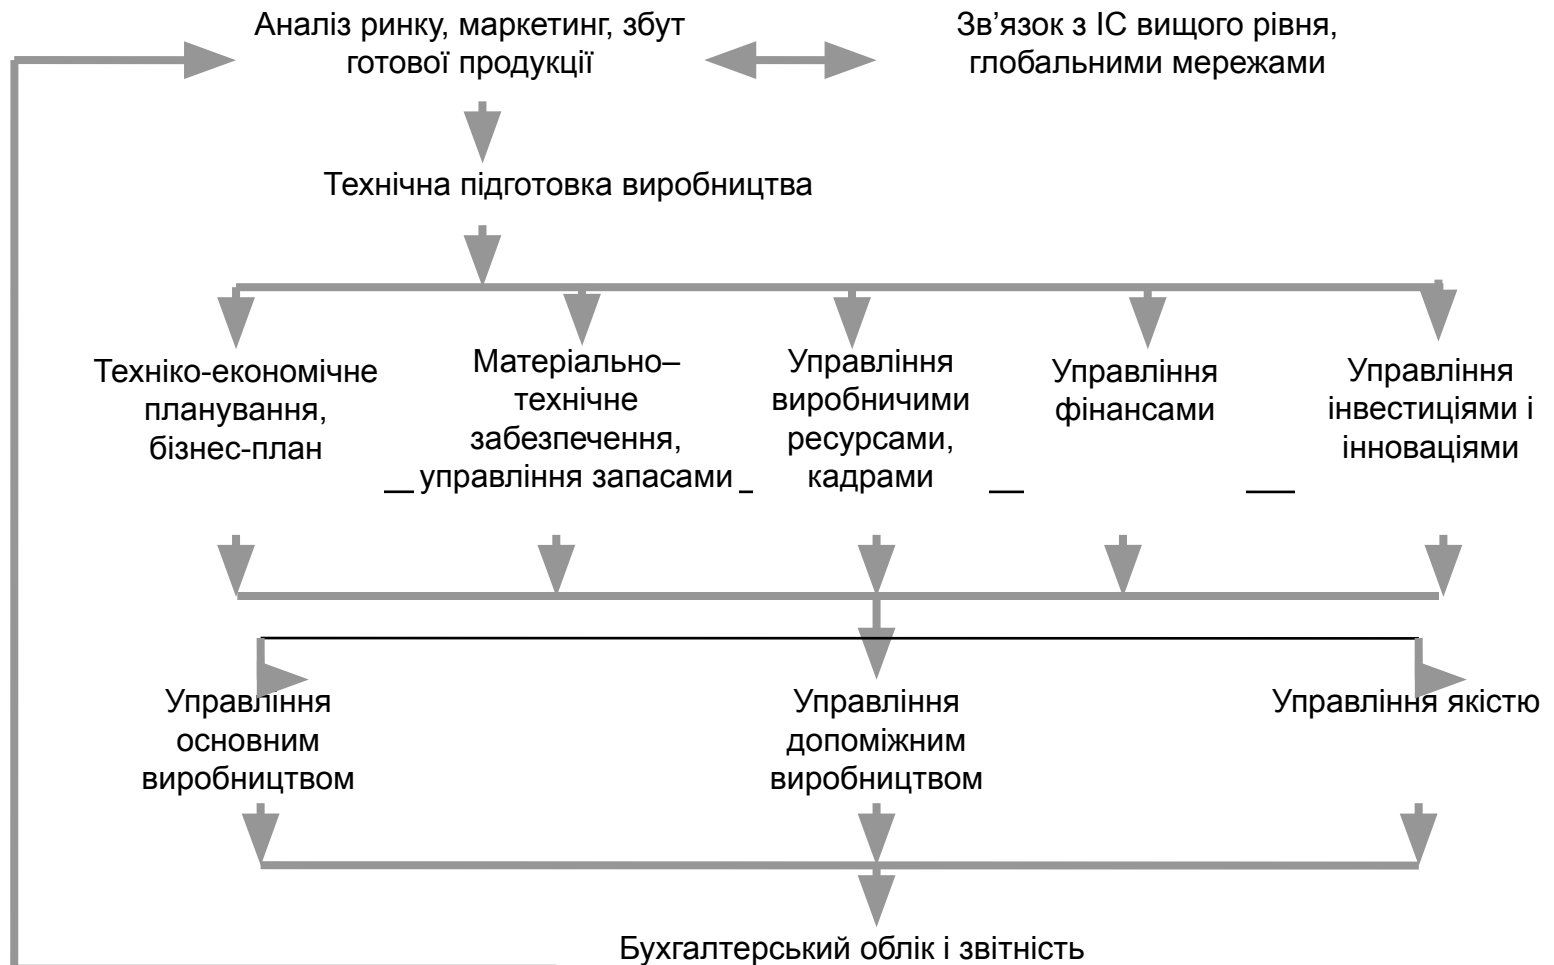 Аналіз ринку, маркетинг, збут
готової продукції
Зв’язок з ІС вищого рівня,
глобальними мережами
Технічна підготовка виробництва
Техніко-економічне
планування,
бізнес-план
Матеріально–
технічне
забезпечення,
управління запасами
Управління
виробничими
ресурсами,
кадрами
Управління
фінансами
Управління
інвестиціями і
інноваціями
Управління
основним
виробництвом
Управління
допоміжним
виробництвом
Управління якістю
Бухгалтерський облік і звітність